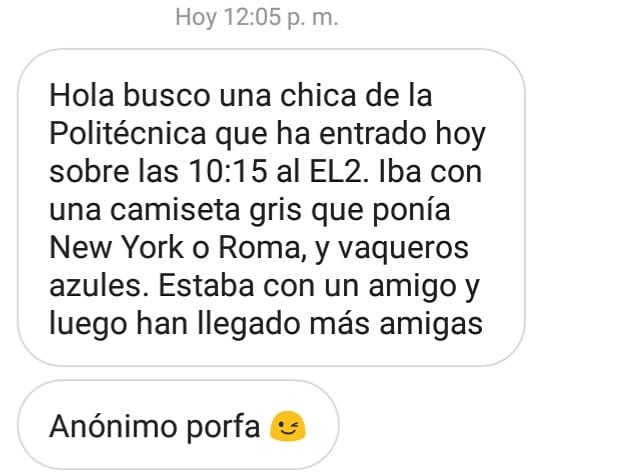 Hoy 12:05 p. m.
Hola busco una chica de la
Politécnica que ha entrado hoy
sobre las 10:15 al EL2. Iba con
una camiseta gris que ponía
New York o Roma, y vaqueros
azules. Estaba con un amigo y
luego han llegado más amigas
Anónimo porfa 😉